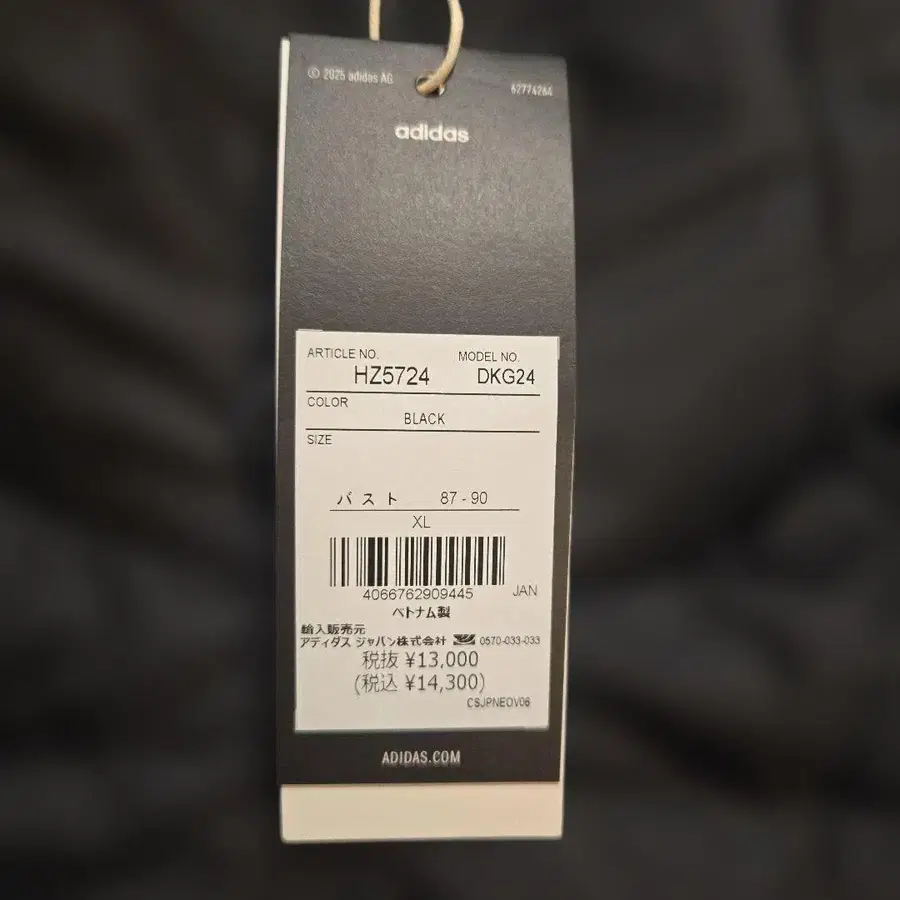 © 2025 adidas AG
62774264
adidas
ARTICLE NO. MODEL NO.
HZ5724 DKG24
COLOR
BLACK
SIZE
バスト 87 - 90
XL
4066762909445 JAN
ベトナム製
輸入販売元
アディダス ジャパン株式会社 0570-033-033
税抜 ¥13,000
(税込 ¥14,300)
CSJPNEOV06
ADIDAS.COM